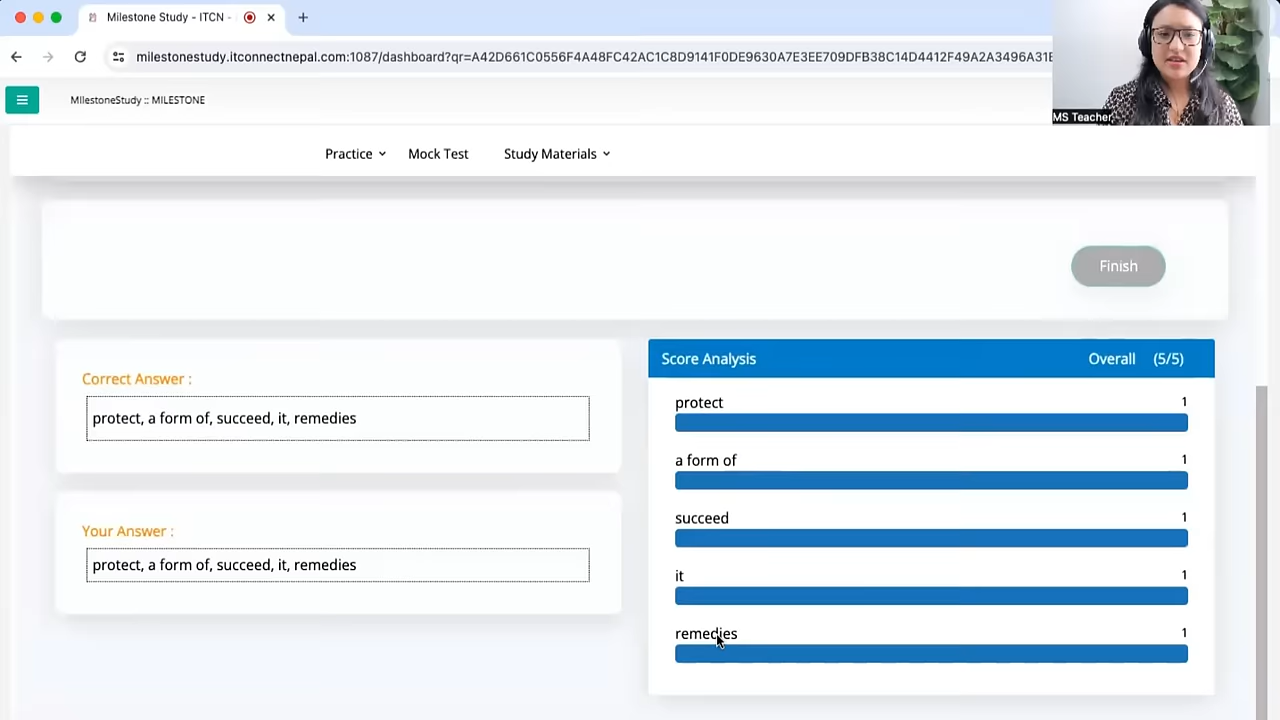 Milestone Study - ITCN -
milestonestudy.itconnectnepal.com:1087/dashboard?qr=A42D661C0556F4A48FC42AC1C8D9141F0DE9630A7E3EE709DFB38C14D4412F49A2A3496A31E
MilestoneStudy :: MILESTONE
MS Teacher
Practice Mock Test Study Materials
Finish
Correct Answer :
protect, a form of, succeed, it, remedies
Your Answer :
protect, a form of, succeed, it, remedies
Score Analysis Overall (5/5)
protect 1
a form of 1
succeed 1
it 1
remedies 1